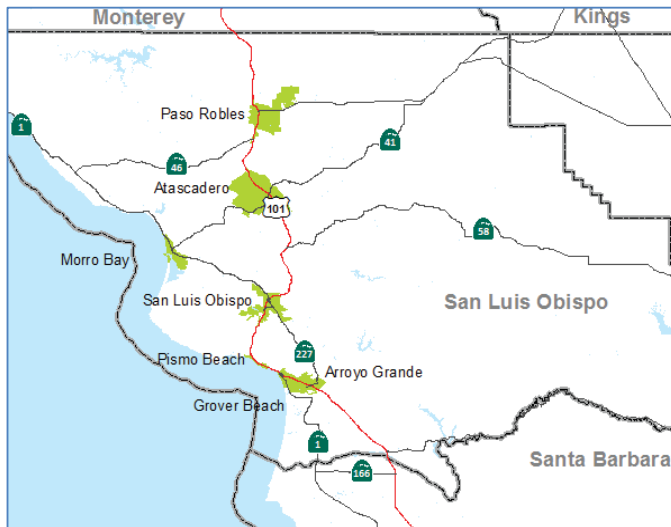 Monterey
Kings
Paso Robles
1
41
46
Atascadero
101
58
Morro Bay
San Luis Obispo
San Luis Obispo
227
Pismo Beach
Arroyo Grande
Grover Beach
1
Santa Barbara
166